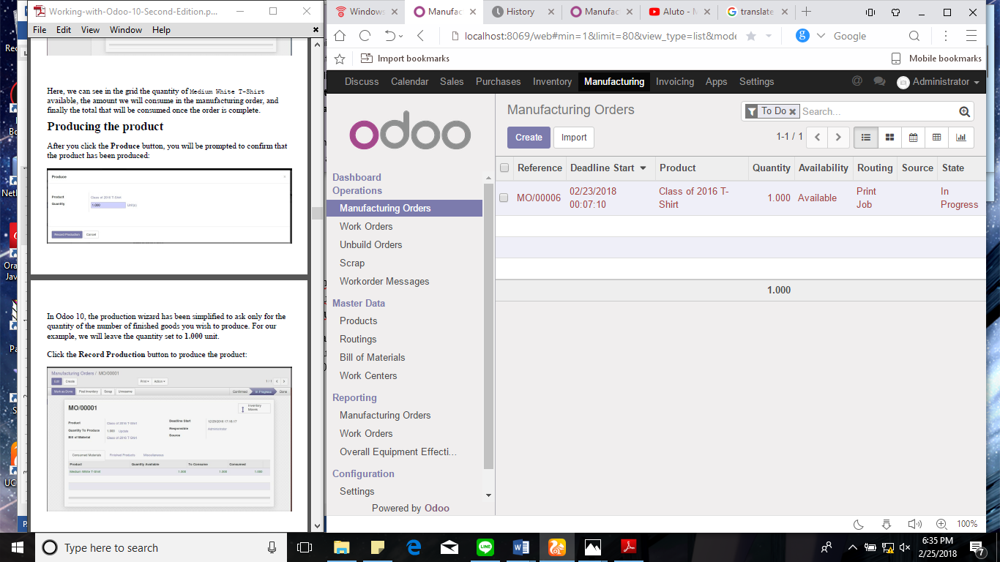 Working-with-Odoo-10-Second-Edition.p...
File Edit View Window Help
Here, we can see in the grid the quantity of Medium White T-Shirt
available, the amount we will consume in the manufacturing order, and
finally the total that will be consumed once the order is complete.
Producing the product
After you click the Produce button, you will be prompted to confirm that
the product has been produced:
Produce
Product Class of 2016 T-Shirt
Quantity 1.000 Unit(s)
Record Production Cancel
In Odoo 10, the production wizard has been simplified to ask only for the
quantity of the number of finished goods you wish to produce. For our
example, we will leave the quantity set to 1.000 unit.
Click the Record Production button to produce the product:
Manufacturing Orders / MO/00001
Edit Create Print Action 1 / 1
Mark as Done Post Inventory Scrap Unreserve Confirmed In Progress Done
Inventory
Moves
MO/00001
Product Class of 2016 T-Shirt Deadline Start 12/29/2016 17:18:17
Quantity To Produce 1.000 Update Responsible Administrator
Bill of Material Class of 2016 T-Shirt Source
Consumed Materials Finished Products Miscellaneous
Product Quantity Available To Consume Consumed
Medium White T-Shirt 1.000 1.000 1.000
Windows Manufac History Manufac Aluto - translate
localhost:8069/web#min=1&limit=80&view_type=list&mode
Google
Import bookmarks Mobile bookmarks
Discuss Calendar Sales Purchases Inventory Manufacturing Invoicing Apps Settings Administrator
odoo
Dashboard
Operations
Manufacturing Orders
Work Orders
Unbuild Orders
Scrap
Workorder Messages
Master Data
Products
Routings
Bill of Materials
Work Centers
Reporting
Manufacturing Orders
Work Orders
Overall Equipment Effecti...
Configuration
Settings
Powered by Odoo
Manufacturing Orders
To Do Search...
Create Import 1-1 / 1
Reference Deadline Start Product Quantity Availability Routing Source State
MO/00006 02/23/2018 00:07:10 Class of 2016 T-Shirt 1.000 Available Print Job In Progress
1.000
100%
Type here to search
6:35 PM
2/25/2018
7